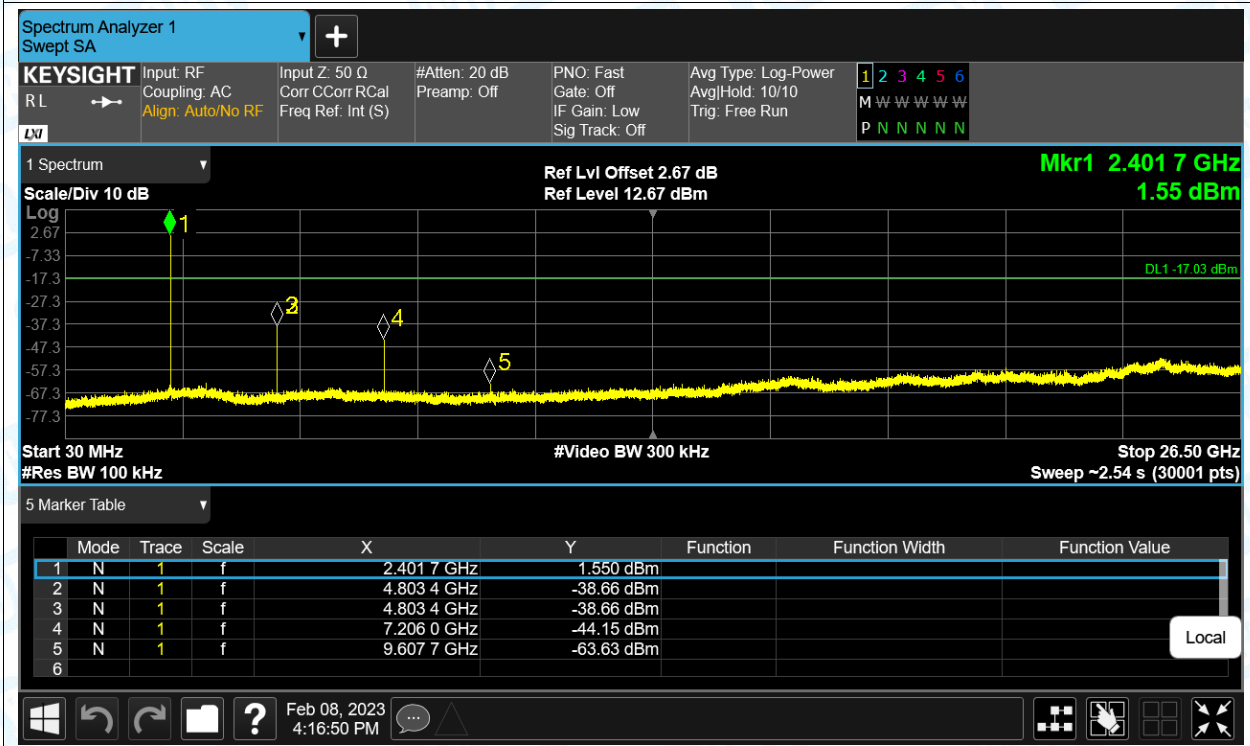 Spectrum Analyzer 1
Swept SA
KEYSIGHT
RL
LXI
Input: RF
Coupling: AC
Align: Auto/No RF
Input Z: 50 Ω
Corr CCorr RCal
Freq Ref: Int (S)
#Atten: 20 dB
Preamp: Off
PNO: Fast
Gate: Off
IF Gain: Low
Sig Track: Off
Avg Type: Log-Power
Avg|Hold: 10/10
Trig: Free Run
1 2 3 4 5 6
M W W W W W
P N N N N N
1 Spectrum
Scale/Div 10 dB
Ref Lvl Offset 2.67 dB
Ref Level 12.67 dBm
Mkr1 2.401 7 GHz
1.55 dBm
Log
2.67
-7.33
-17.3
-27.3
-37.3
-47.3
-57.3
-67.3
-77.3
1
3
4
5
DL1 -17.03 dBm
Start 30 MHz
#Res BW 100 kHz
#Video BW 300 kHz
Stop 26.50 GHz
Sweep ~2.54 s (30001 pts)
5 Marker Table
Mode Trace Scale X Y Function Function Width Function Value
1 N 1 f 2.401 7 GHz 1.550 dBm
2 N 1 f 4.803 4 GHz -38.66 dBm
3 N 1 f 4.803 4 GHz -38.66 dBm
4 N 1 f 7.206 0 GHz -44.15 dBm
5 N 1 f 9.607 7 GHz -63.63 dBm
6
Local
?
Feb 08, 2023
4:16:50 PM